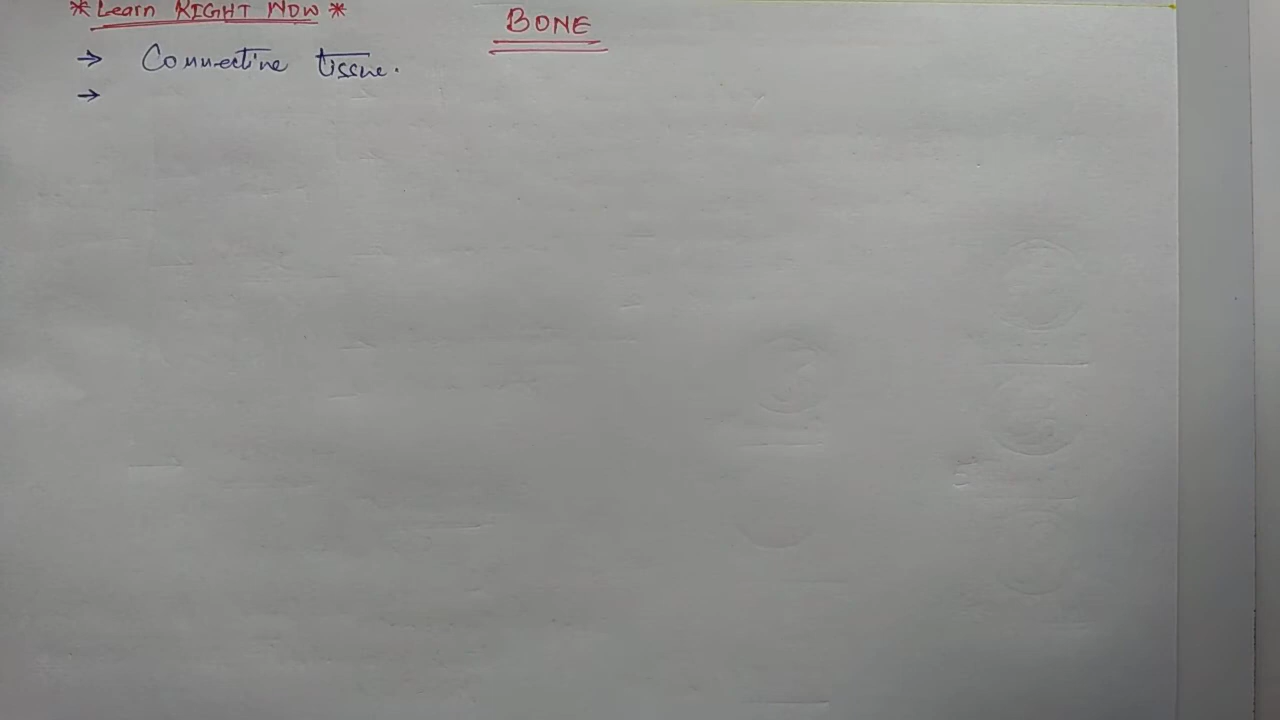 *Learn RIGHT NOW*
BONE
→ Connective tissue.
→